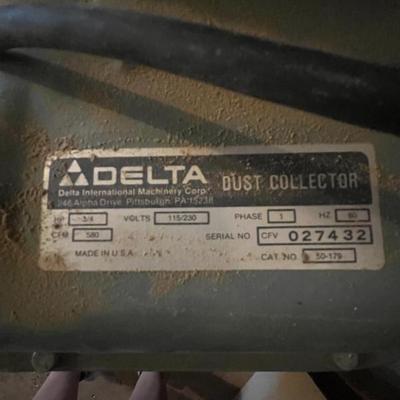 DELTA DUST COLLECTOR
Delta International Machinery Corp.
246 Alpha Drive, Pittsburgh, PA 15238
HP 3/4 VOLTS 115/230 PHASE 1 HZ 60
CFM 580 SERIAL NO CFV 027432
MADE IN U.S.A. CAT. NO. 50-179